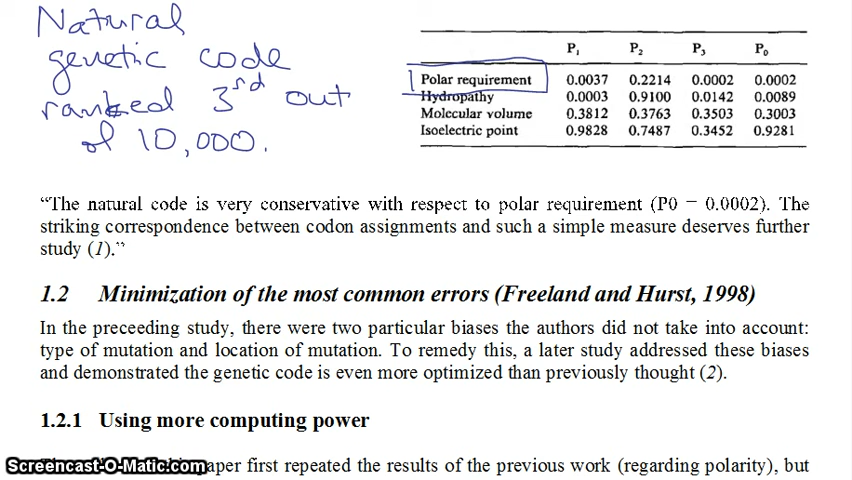 Natural
genetic code
ranked 3rd out
of 10,000.
P1 P2 P3 P0
Polar requirement 0.0037 0.2214 0.0002 0.0002
Hydropathy 0.0003 0.9100 0.0142 0.0089
Molecular volume 0.3812 0.3763 0.3503 0.3003
Isoelectric point 0.9828 0.7487 0.3452 0.9281
“The natural code is very conservative with respect to polar requirement (P0 = 0.0002). The
striking correspondence between codon assignments and such a simple measure deserves further
study (1).”
1.2 Minimization of the most common errors (Freeland and Hurst, 1998)
In the preceeding study, there were two particular biases the authors did not take into account:
type of mutation and location of mutation. To remedy this, a later study addressed these biases
and demonstrated the genetic code is even more optimized than previously thought (2).
1.2.1 Using more computing power
aper first repeated the results of the previous work (regarding polarity), but
Screencast-O-Matic.com